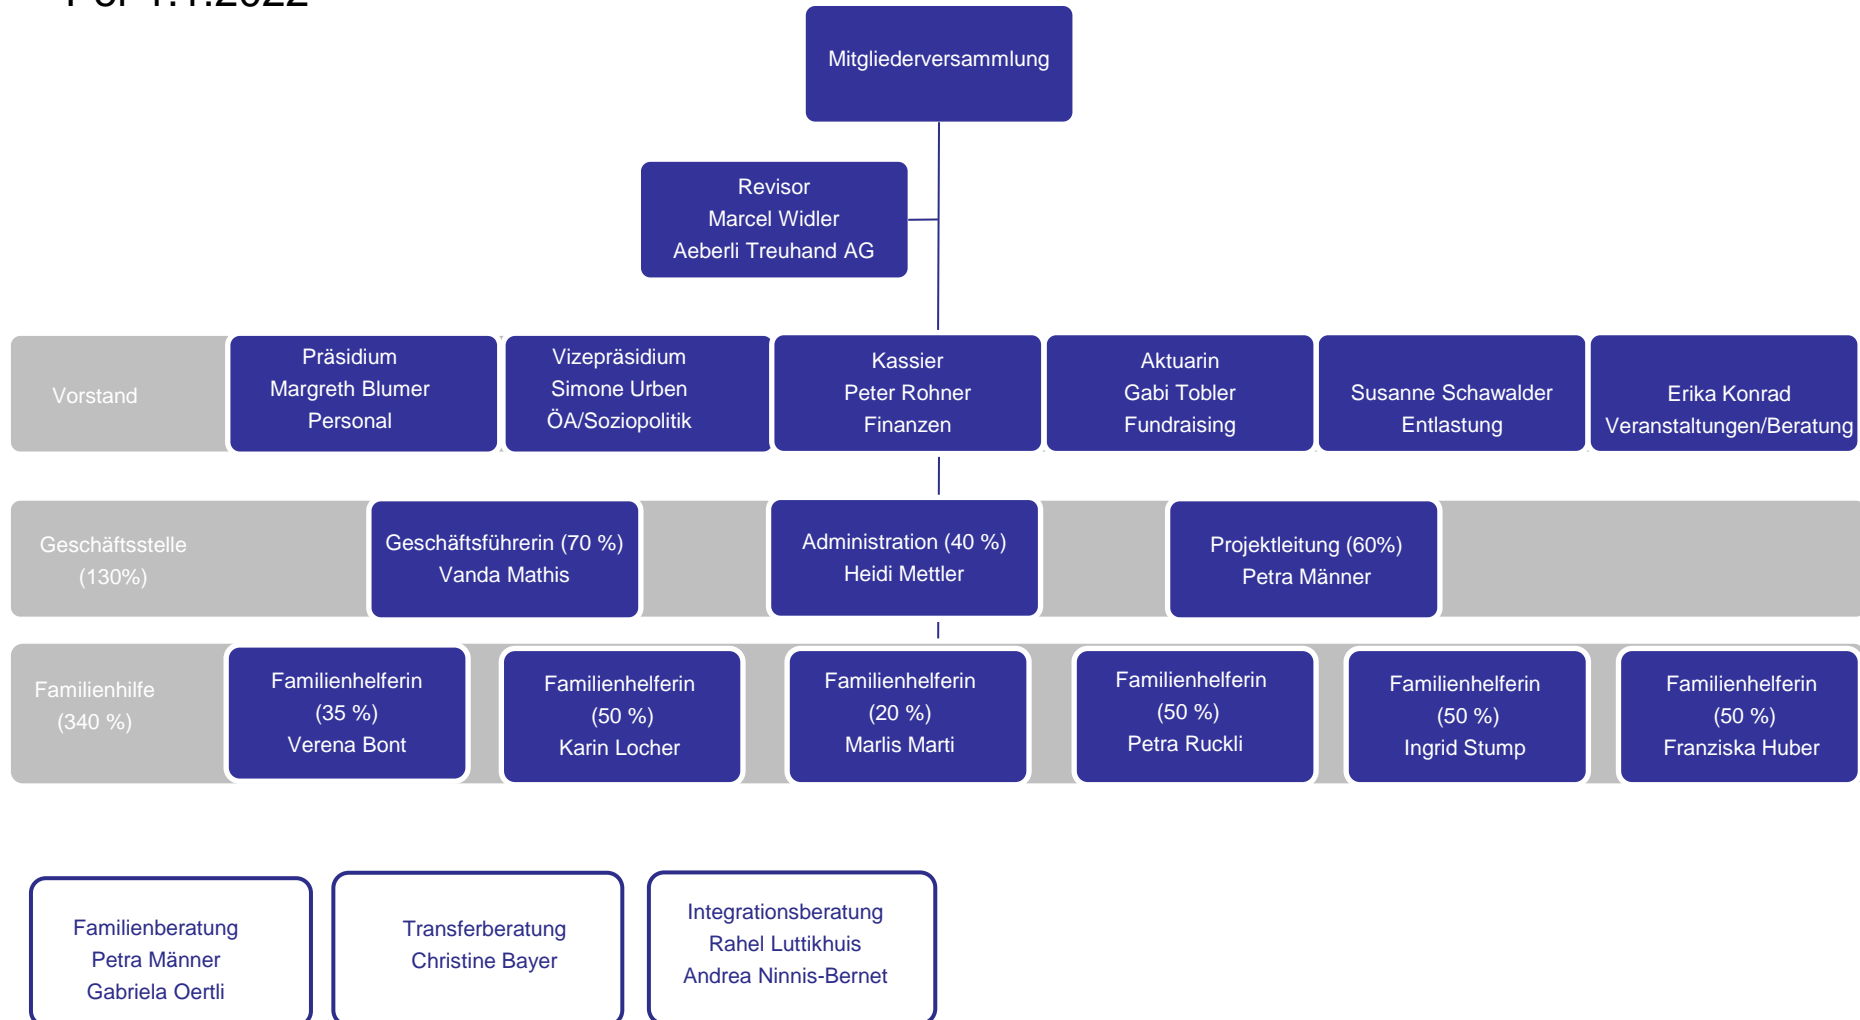 Per 1.1.2022
Mitgliederversammlung
Revisor
Marcel Widler
Aeberli Treuhand AG
Vorstand
Präsidium
Margreth Blumer
Personal
Vizepräsidium
Simone Urben
ÖA/Soziopolitik
Kassier
Peter Rohner
Finanzen
Aktuarin
Gabi Tobler
Fundraising
Susanne Schawalder
Entlastung
Erika Konrad
Veranstaltungen/Beratung
Geschäftsstelle
(130%)
Geschäftsführerin (70 %)
Vanda Mathis
Administration (40 %)
Heidi Mettler
Projektleitung (60%)
Petra Männer
Familienhilfe
(340 %)
Familienhelferin
(35 %)
Verena Bont
Familienhelferin
(50 %)
Karin Locher
Familienhelferin
(20 %)
Marlis Marti
Familienhelferin
(50 %)
Petra Ruckli
Familienhelferin
(50 %)
Ingrid Stump
Familienhelferin
(50 %)
Franziska Huber
Familienberatung
Petra Männer
Gabriela Oertli
Transferberatung
Christine Bayer
Integrationsberatung
Rahel Luttikhuis
Andrea Ninnis-Bernet